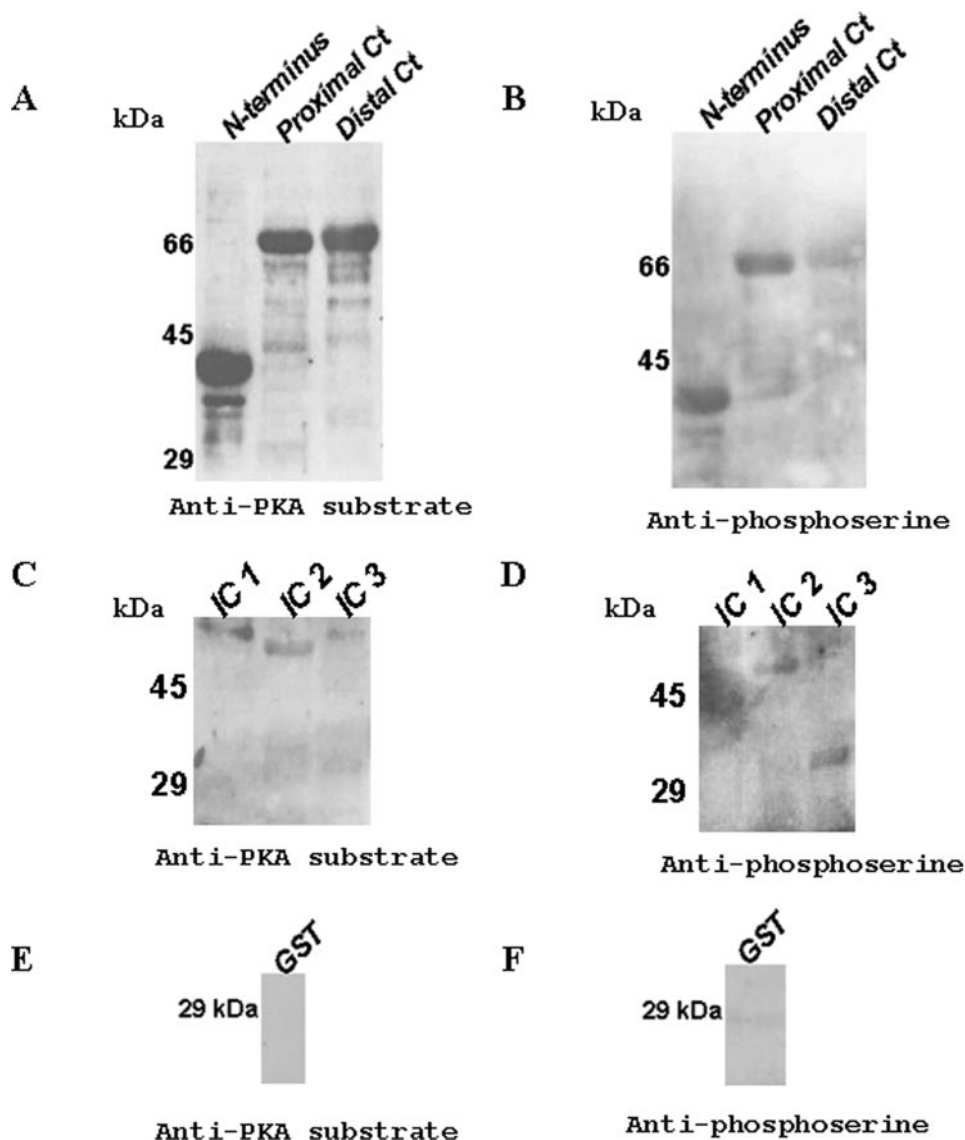 A
kDa
N-terminus
Proximal Ct
Distal Ct
66
45
29
Anti-PKA substrate
B
kDa
N-terminus
Proximal Ct
Distal Ct
66
45
Anti-phosphoserine
C
kDa
IC 1
IC 2
IC 3
45
29
Anti-PKA substrate
D
kDa
IC 1
IC 2
IC 3
45
29
Anti-phosphoserine
E
GST
29 kDa
Anti-PKA substrate
F
GST
29 kDa
Anti-phosphoserine